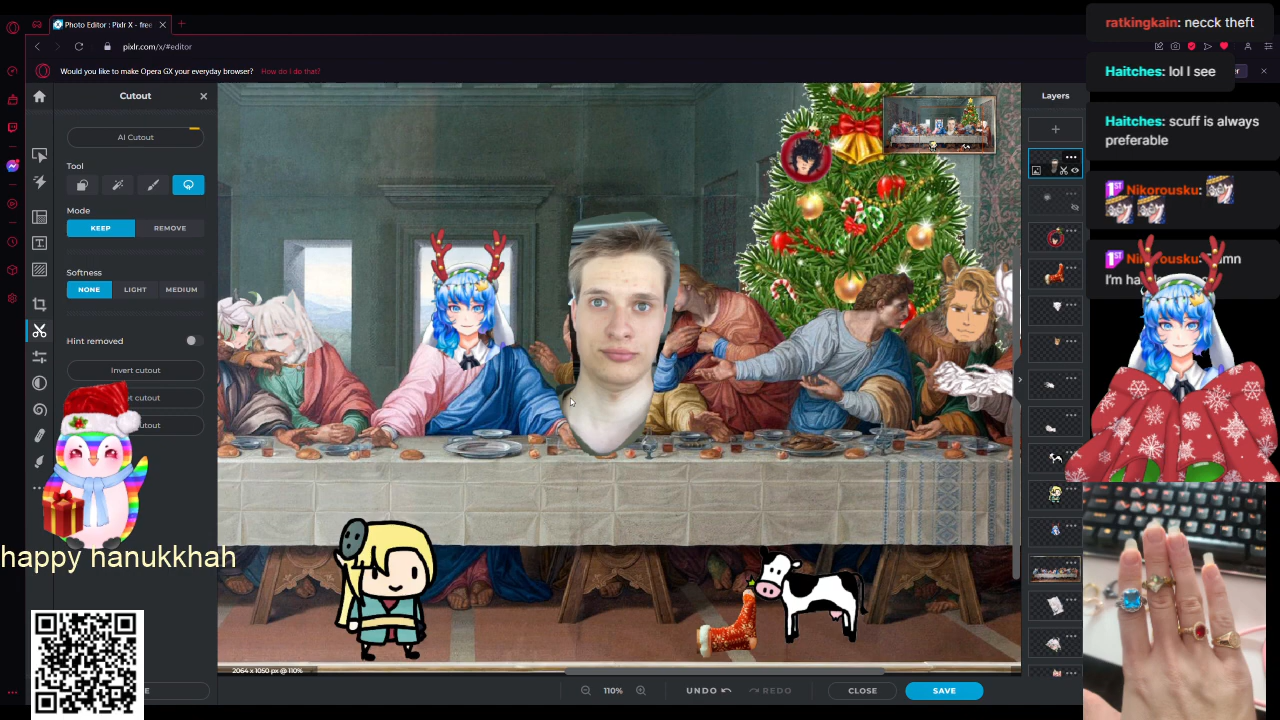 Photo Editor : Pixlr X - free
pixlr.com/x/#editor
Would you like to make Opera GX your everyday browser? How do I do that?
Cutout
AI Cutout
Tool
Mode
KEEP
REMOVE
Softness
NONE
LIGHT
MEDIUM
Hint removed
Invert cutout
happy hanukkhah
2064 x 1050 px @ 110%
110%
UNDO
REDO
CLOSE
SAVE
Layers
ratkingkain: necck theft
Haitches: lol I see
Haitches: scuff is always
preferable
1ST Nikorousku:
1ST
I'm